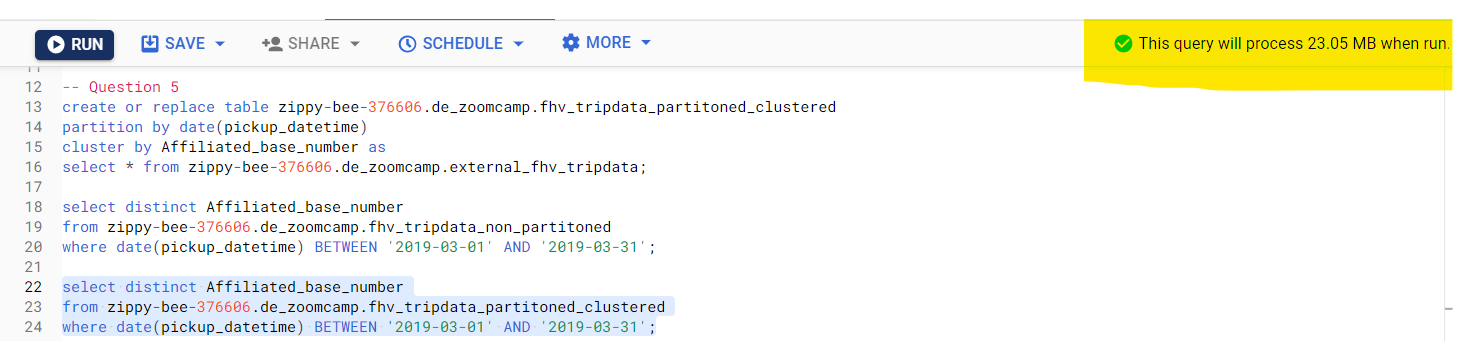 RUN SAVE SHARE SCHEDULE MORE This query will process 23.05 MB when run.
11
12 -- Question 5
13 create or replace table zippy-bee-376606.de_zoomcamp.fhv_tripdata_partitoned_clustered
14 partition by date(pickup_datetime)
15 cluster by Affiliated_base_number as
16 select * from zippy-bee-376606.de_zoomcamp.external_fhv_tripdata;
17
18 select distinct Affiliated_base_number
19 from zippy-bee-376606.de_zoomcamp.fhv_tripdata_non_partitoned
20 where date(pickup_datetime) BETWEEN '2019-03-01' AND '2019-03-31';
21
22 select distinct Affiliated_base_number
23 from zippy-bee-376606.de_zoomcamp.fhv_tripdata_partitoned_clustered
24 where date(pickup_datetime) BETWEEN '2019-03-01' AND '2019-03-31';